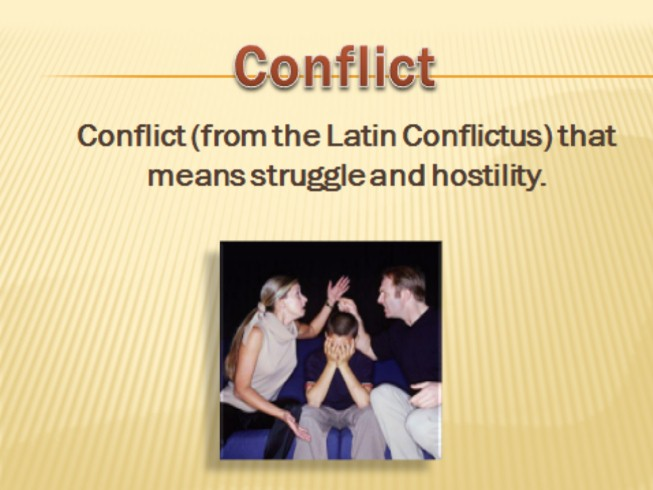 Conflict
Conflict (from the Latin Conflictus) that
means struggle and hostility.